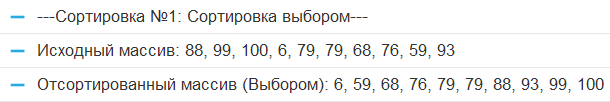 ---Сортировка №1: Сортировка выбором---
Исходный массив: 88, 99, 100, 6, 79, 79, 68, 76, 59, 93
Отсортированный массив (Выбором): 6, 59, 68, 76, 79, 79, 88, 93, 99, 100